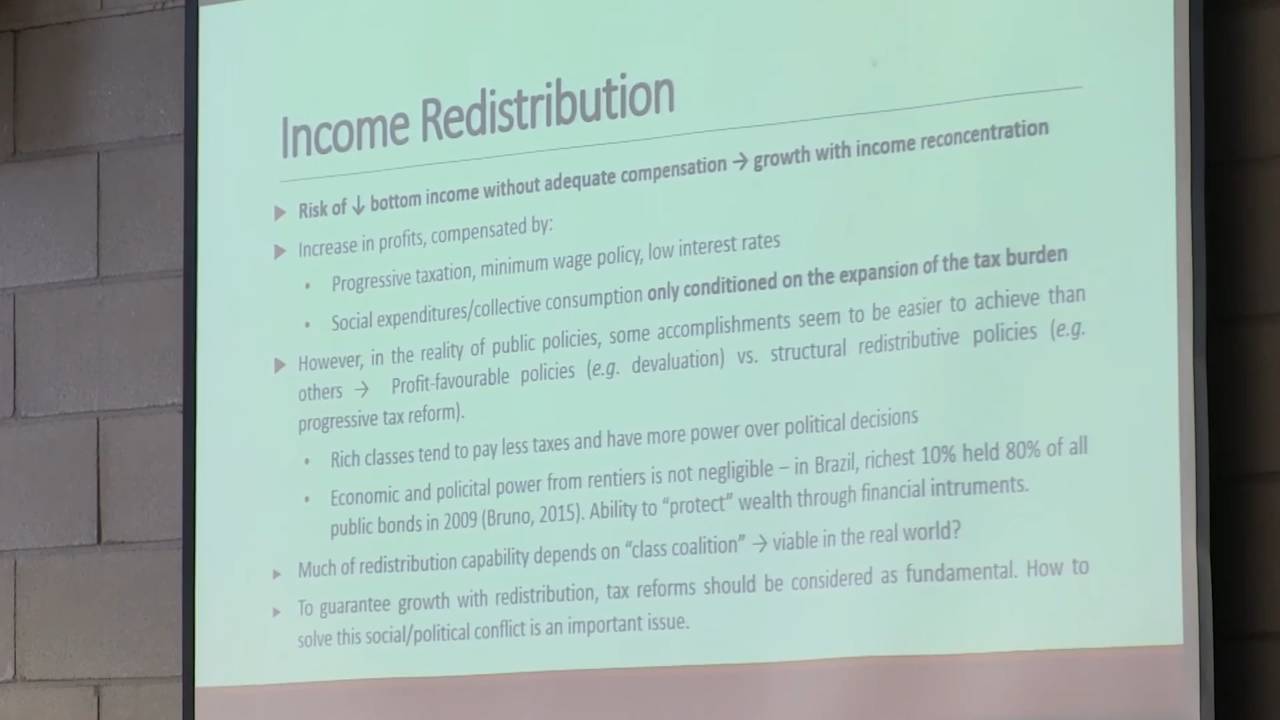 Income Redistribution
Risk of ↓ bottom income without adequate compensation → growth with income reconcentration
Increase in profits, compensated by:
• Progressive taxation, minimum wage policy, low interest rates
• Social expenditures/collective consumption only conditioned on the expansion of the tax burden
However, in the reality of public policies, some accomplishments seem to be easier to achieve than
others → Profit-favourable policies (e.g. devaluation) vs. structural redistributive policies (e.g.
progressive tax reform).
• Rich classes tend to pay less taxes and have more power over political decisions
• Economic and policital power from rentiers is not negligible – in Brazil, richest 10% held 80% of all
public bonds in 2009 (Bruno, 2015). Ability to “protect” wealth through financial intruments.
Much of redistribution capability depends on “class coalition” → viable in the real world?
To guarantee growth with redistribution, tax reforms should be considered as fundamental. How to
solve this social/political conflict is an important issue.